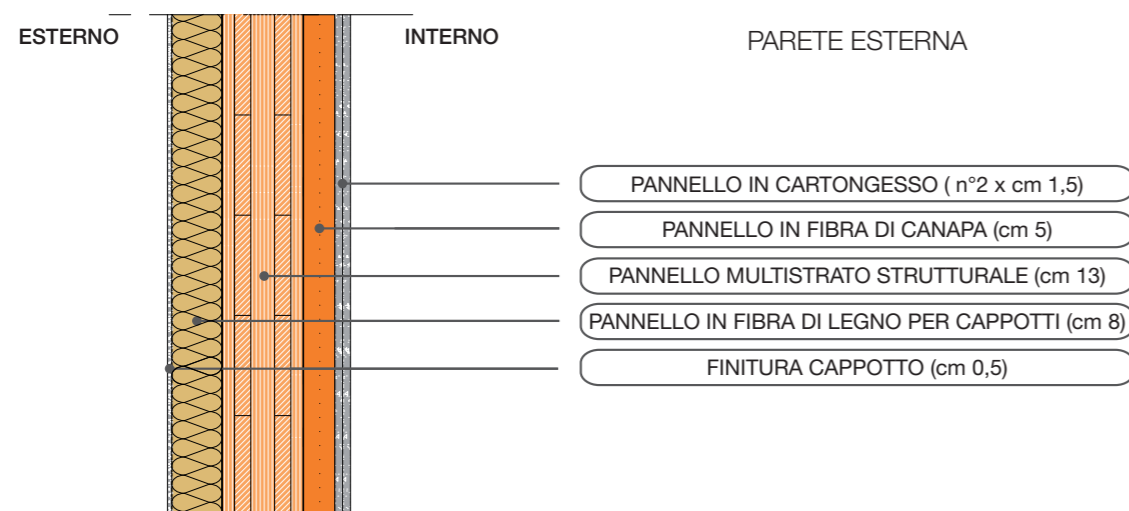 ESTERNO
INTERNO
PARETE ESTERNA
PANNELLO IN CARTONGESSO ( n°2 x cm 1,5)
PANNELLO IN FIBRA DI CANAPA (cm 5)
PANNELLO MULTISTRATO STRUTTURALE (cm 13)
PANNELLO IN FIBRA DI LEGNO PER CAPPOTTI (cm 8)
FINITURA CAPPOTTO (cm 0,5)